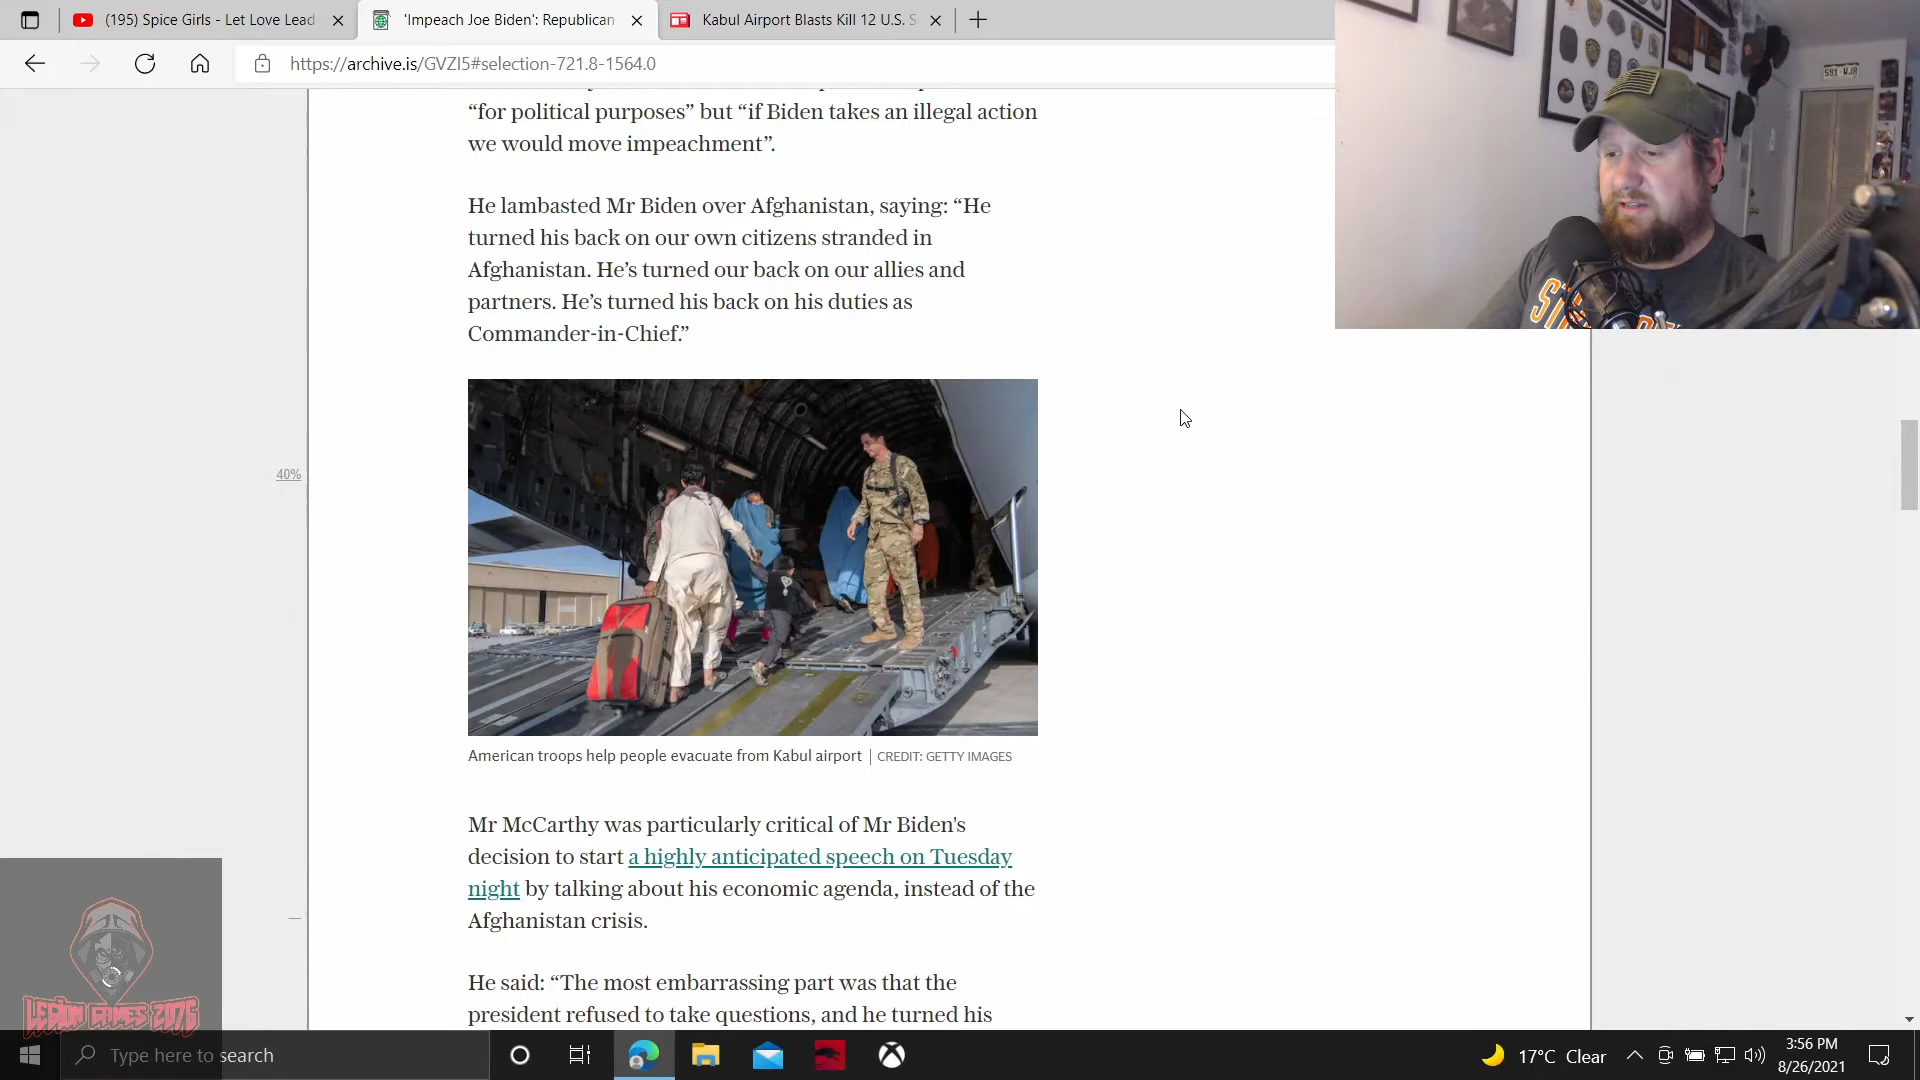 (195) Spice Girls - Let Love Lead
'Impeach Joe Biden': Republican
Kabul Airport Blasts Kill 12 U.S. S
https://archive.is/GVZI5#selection-721.8-1564.0
“for political purposes” but “if Biden takes an illegal action
we would move impeachment”.
He lambasted Mr Biden over Afghanistan, saying: “He
turned his back on our own citizens stranded in
Afghanistan. He’s turned our back on our allies and
partners. He’s turned his back on his duties as
Commander-in-Chief.”
40%
American troops help people evacuate from Kabul airport | CREDIT: GETTY IMAGES
Mr McCarthy was particularly critical of Mr Biden's
decision to start a highly anticipated speech on Tuesday
night by talking about his economic agenda, instead of the
Afghanistan crisis.
He said: “The most embarrassing part was that the
president refused to take questions, and he turned his
LEGION GAMES 2076
Type here to search
17°C Clear
3:56 PM
8/26/2021